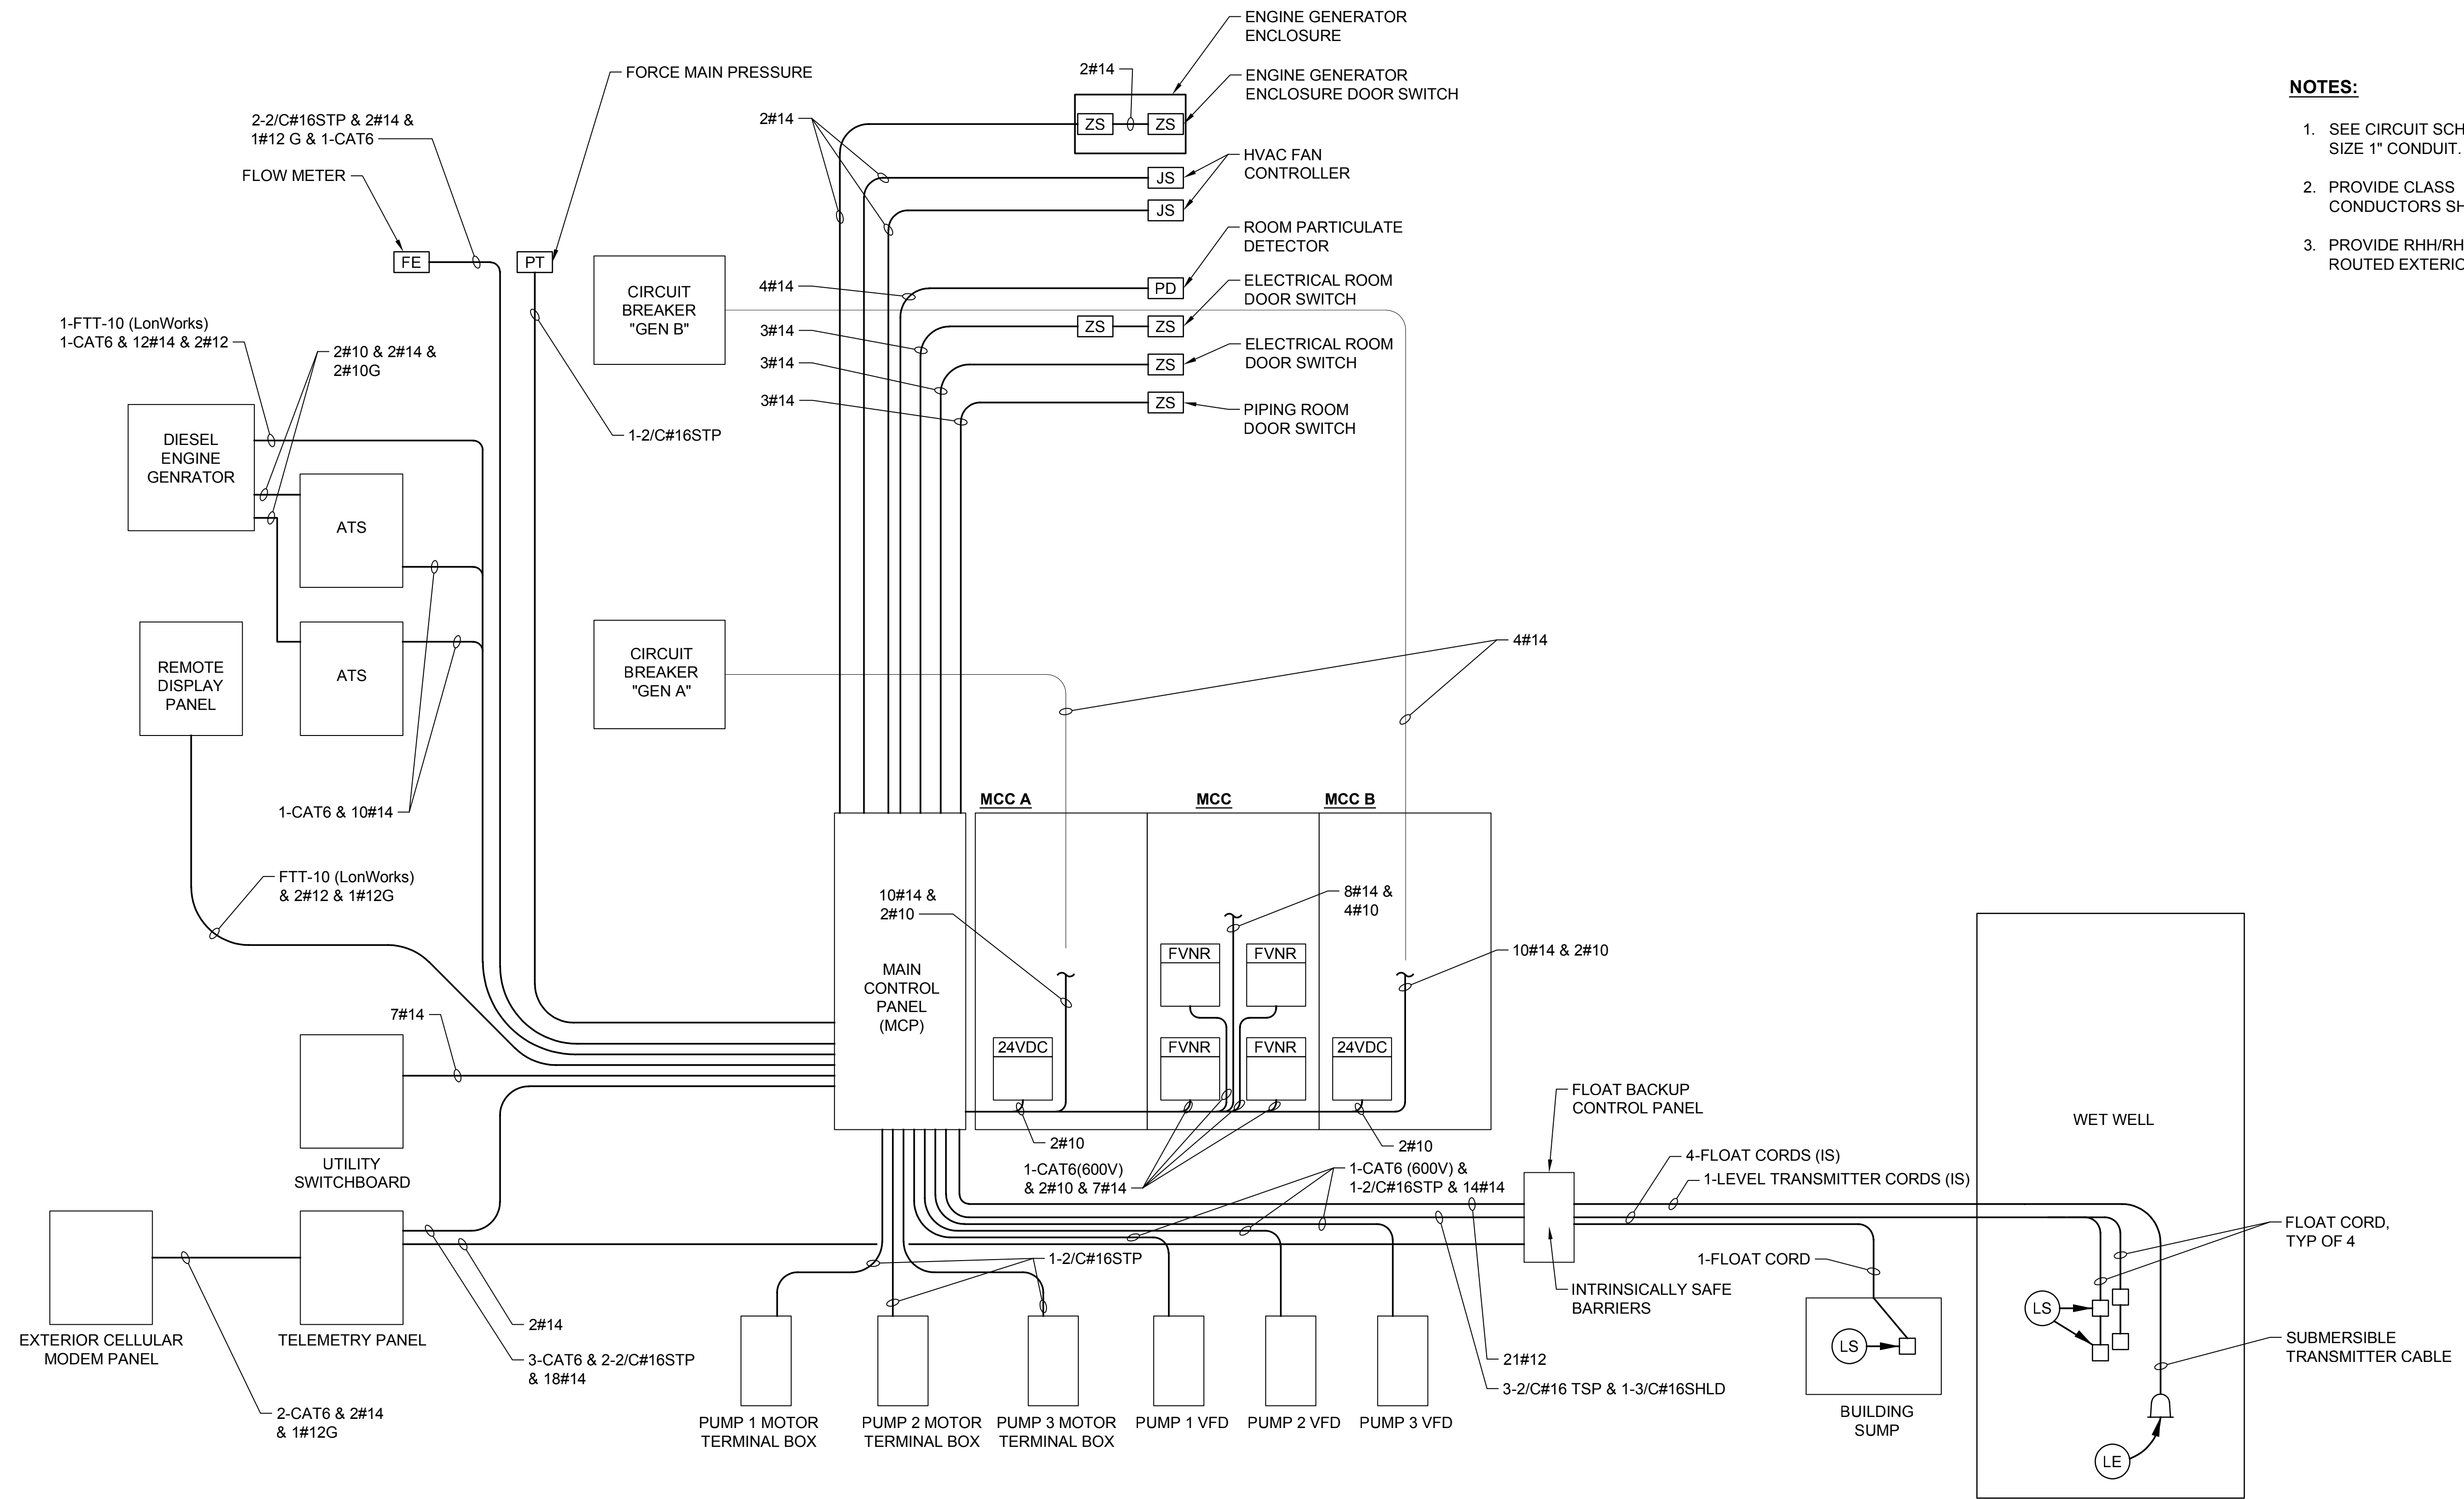 ENGINE GENERATOR
ENCLOSURE
2#14
ENGINE GENERATOR
ENCLOSURE DOOR SWITCH
ZS
ZS
FORCE MAIN PRESSURE
2-2/C#16STP & 2#14 &
1#12 G & 1-CAT6
FLOW METER
FE
PT
2#14
HVAC FAN
CONTROLLER
JS
JS
ROOM PARTICULATE
DETECTOR
4#14
PD
ELECTRICAL ROOM
DOOR SWITCH
3#14
ZS
ZS
ELECTRICAL ROOM
DOOR SWITCH
3#14
ZS
3#14
ZS
PIPING ROOM
DOOR SWITCH
NOTES:
1. SEE CIRCUIT SCH
SIZE 1" CONDUIT.
2. PROVIDE CLASS
CONDUCTORS SH
3. PROVIDE RHH/RH
ROUTED EXTERIO
CIRCUIT
BREAKER
"GEN B"
1-FTT-10 (LonWorks)
1-CAT6 & 12#14 & 2#12
2#10 & 2#14 &
2#10G
1-2/C#16STP
DIESEL
ENGINE
GENRATOR
ATS
ATS
REMOTE
DISPLAY
PANEL
CIRCUIT
BREAKER
"GEN A"
4#14
1-CAT6 & 10#14
FTT-10 (LonWorks)
& 2#12 & 1#12G
MCC A
MCC
MCC B
10#14 &
2#10
8#14 &
4#10
10#14 & 2#10
MAIN
CONTROL
PANEL
(MCP)
FVNR
FVNR
24VDC
FVNR
FVNR
24VDC
7#14
UTILITY
SWITCHBOARD
2#10
2#10
1-CAT6(600V)
& 2#10 & 7#14
1-CAT6 (600V) &
1-2/C#16STP & 14#14
FLOAT BACKUP
CONTROL PANEL
WET WELL
4-FLOAT CORDS (IS)
1-LEVEL TRANSMITTER CORDS (IS)
FLOAT CORD,
TYP OF 4
1-FLOAT CORD
1-2/C#16STP
INTRINSICALLY SAFE
BARRIERS
EXTERIOR CELLULAR
MODEM PANEL
TELEMETRY PANEL
2#14
3-CAT6 & 2-2/C#16STP
& 18#14
2-CAT6 & 2#14
& 1#12G
21#12
3-2/C#16 TSP & 1-3/C#16SHLD
LS
LS
SUBMERSIBLE
TRANSMITTER CABLE
BUILDING
SUMP
LE
PUMP 1 MOTOR
TERMINAL BOX
PUMP 2 MOTOR
TERMINAL BOX
PUMP 3 MOTOR
TERMINAL BOX
PUMP 1 VFD
PUMP 2 VFD
PUMP 3 VFD